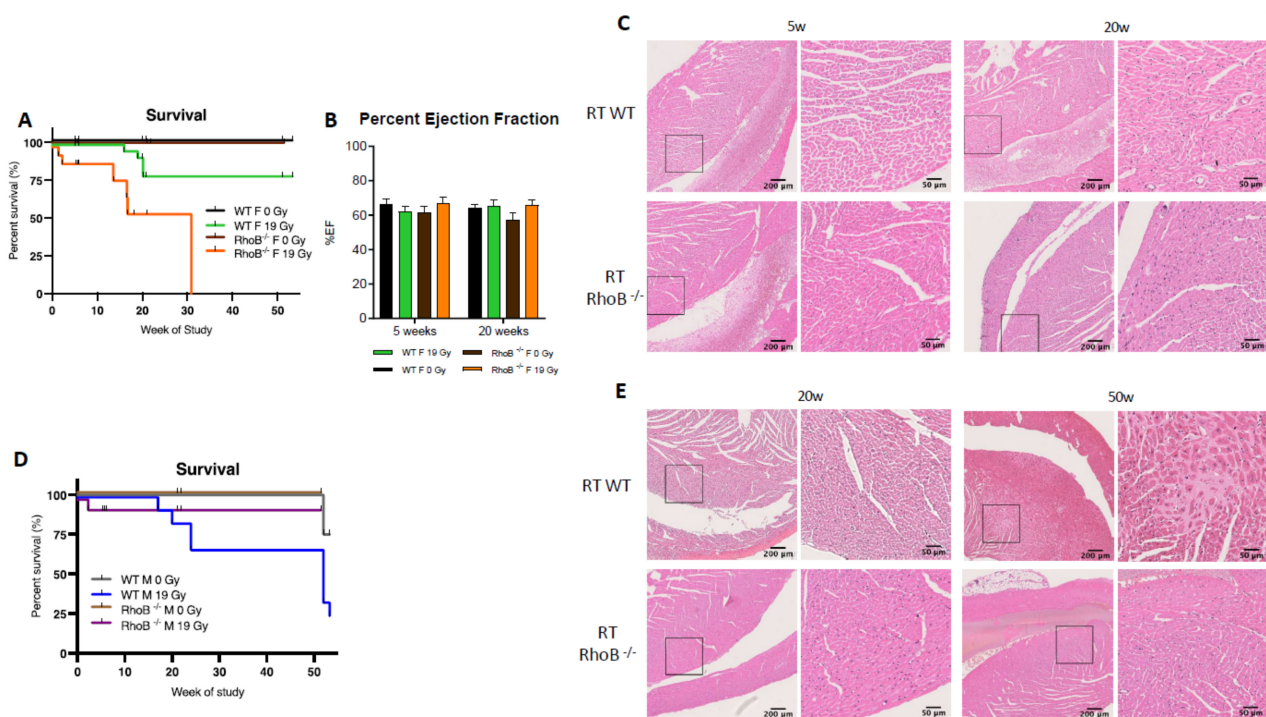 A
Survival
Percent survival (%)
100
75
50
25
0
0 10 20 30 40 50
Week of Study
WT F 0 Gy
WT F 19 Gy
RhoB-/- F 0 Gy
RhoB-/- F 19 Gy
B
Percent Ejection Fraction
%EF
100
80
60
40
20
0
5 weeks 20 weeks
WT F 19 Gy RhoB -/- F 0 Gy
WT F 0 Gy RhoB -/- F 19 Gy
C
5w 20w
RT WT
200 µm 50 µm 200 µm 50 µm
RT
RhoB -/-
200 µm 50 µm 200 µm 50 µm
D
Survival
Percent survival (%)
100
75
50
25
0
0 10 20 30 40 50
Week of study
WT M 0 Gy
WT M 19 Gy
RhoB -/- M 0 Gy
RhoB -/- M 19 Gy
E
20w 50w
RT WT
200 µm 50 µm 200 µm 50 µm
RT
RhoB -/-
200 µm 50 µm 200 µm 50 µm